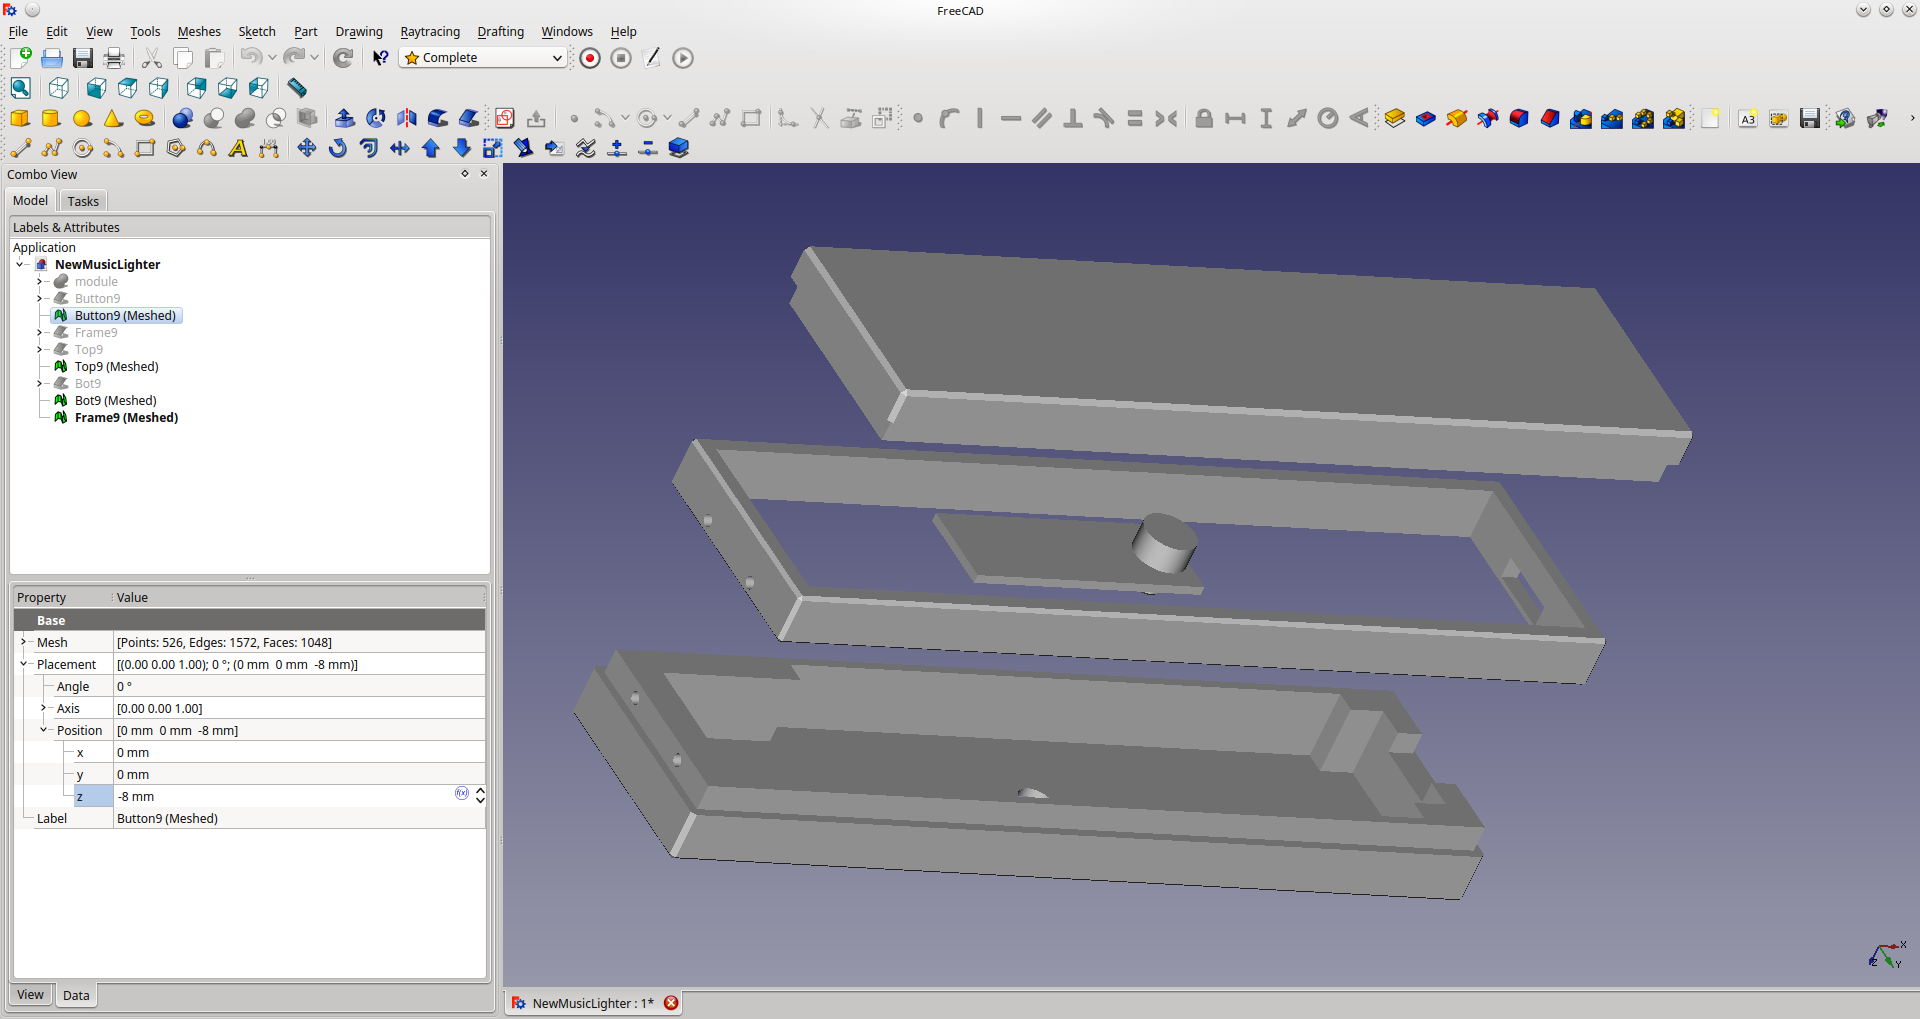 FreeCAD
File Edit View Tools Meshes Sketch Part Drawing Raytracing Drafting Windows Help
Complete
A3
Combo View
Model Tasks
Labels & Attributes
Application
NewMusicLighter
module
Button9
Button9 (Meshed)
Frame9
Top9
Top9 (Meshed)
Bot9
Bot9 (Meshed)
Frame9 (Meshed)
Property Value
Base
Mesh [Points: 526, Edges: 1572, Faces: 1048]
Placement [(0.00 0.00 1.00); 0 °; (0 mm 0 mm -8 mm)]
Angle 0 °
Axis [0.00 0.00 1.00]
Position [0 mm 0 mm -8 mm]
x 0 mm
y 0 mm
z -8 mm f(x)
Label Button9 (Meshed)
View Data
NewMusicLighter : 1*
X
Z
Y